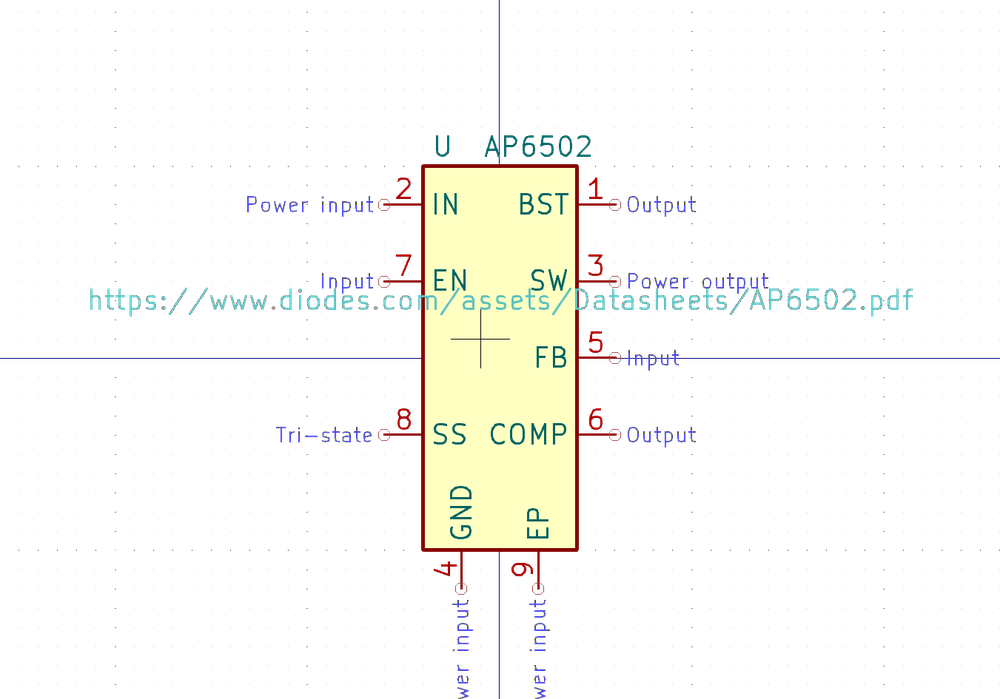 U AP6502
2 1
Power input IN BST Output
7 3
Input EN SW Power output
https://www.diodes.com/assets/Datasheets/AP6502.pdf
5
FB Input
8 6
Tri-state SS COMP Output
GND EP
4 9
input input